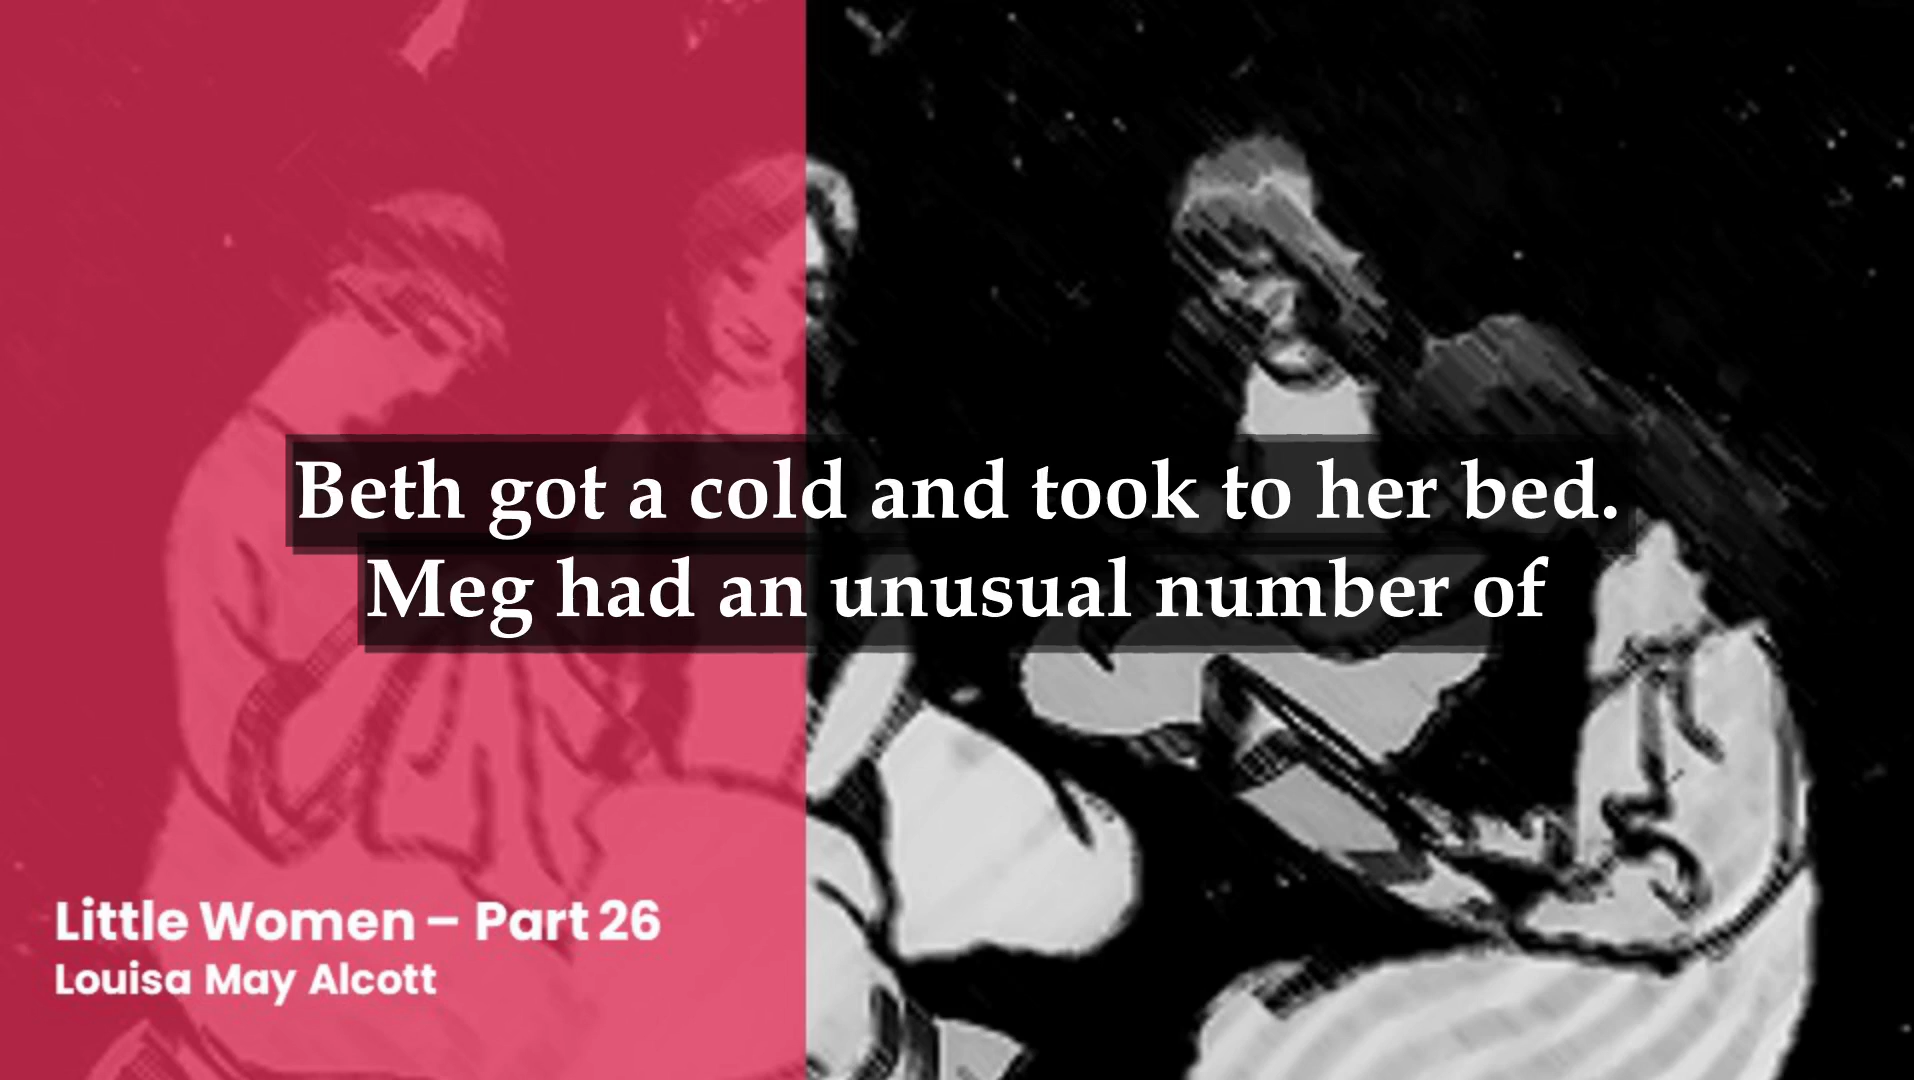 Beth got a cold and took to her bed.
Meg had an unusual number of
Little Women – Part 26
Louisa May Alcott